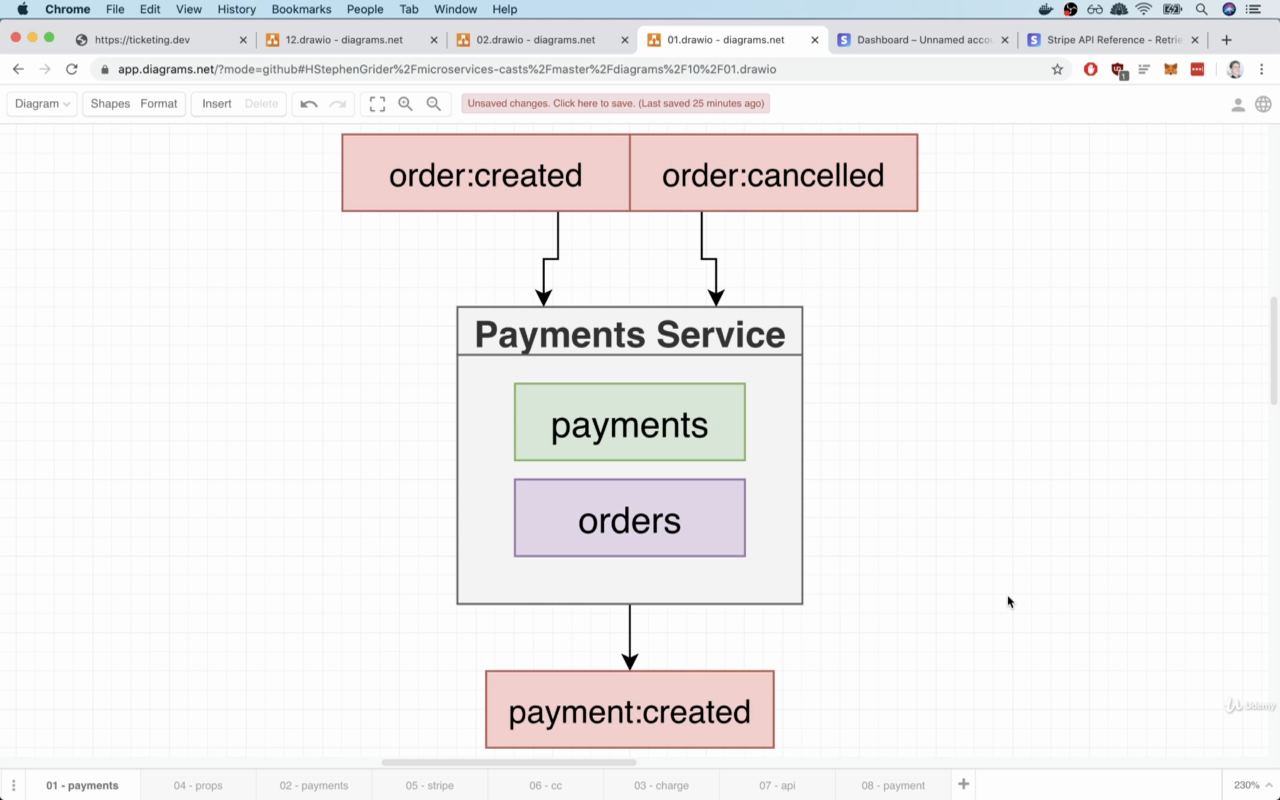 Chrome File Edit View History Bookmarks People Tab Window Help
https://ticketing.dev 12.drawio - diagrams.net 02.drawio - diagrams.net 01.drawio - diagrams.net Dashboard – Unnamed acco Stripe API Reference - Retrie
app.diagrams.net/?mode=github#HStephenGrider%2Fmicroservices-casts%2Fmaster%2Fdiagrams%2F10%2F01.drawio
Diagram Shapes Format Insert Delete Unsaved changes. Click here to save. (Last saved 25 minutes ago)
order:created order:cancelled
Payments Service
payments
orders
payment:created
Udemy
01 - payments 04 - props 02 - payments 05 - stripe 06 - cc 03 - charge 07 - api 08 - payment 230%